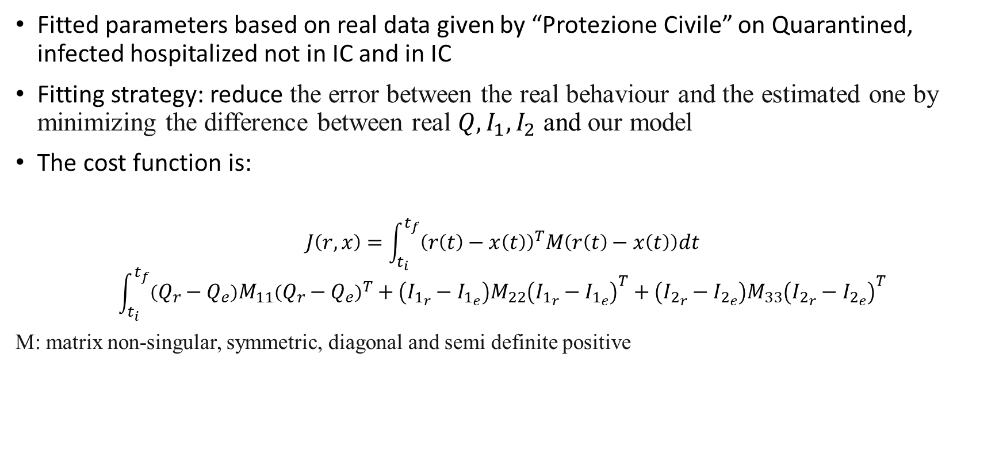 • Fitted parameters based on real data given by “Protezione Civile” on Quarantined,
infected hospitalized not in IC and in IC
• Fitting strategy: reduce the error between the real behaviour and the estimated one by
minimizing the difference between real Q, I₁, I₂ and our model
• The cost function is:
J(r, x) = ∫_{t_i}^{t_f} (r(t) − x(t))^T M(r(t) − x(t))dt
∫_{t_i}^{t_f} (Q_r − Q_e)M_{11}(Q_r − Q_e)^T + (I_{1_r} − I_{1_e})M_{22}(I_{1_r} − I_{1_e})^T + (I_{2_r} − I_{2_e})M_{33}(I_{2_r} − I_{2_e})^T
M: matrix non-singular, symmetric, diagonal and semi definite positive